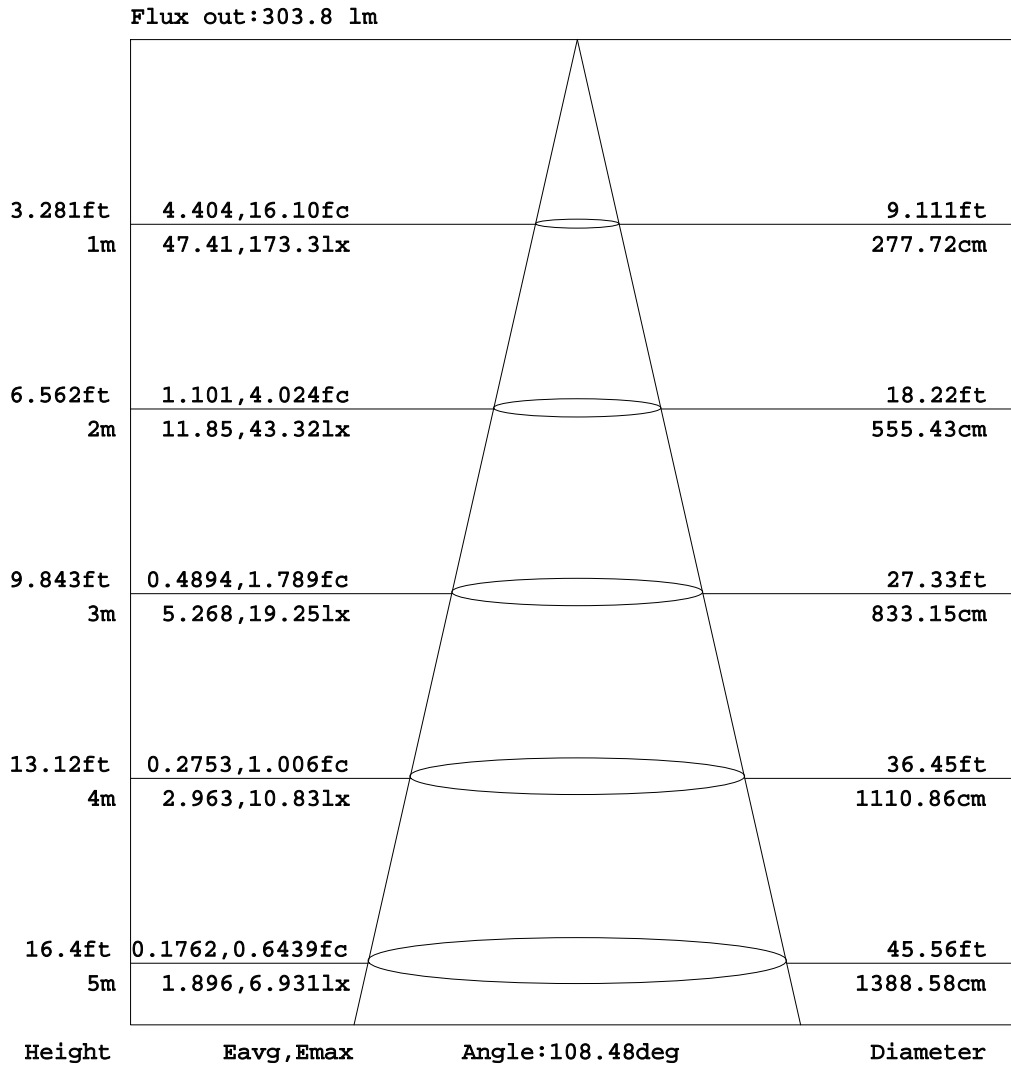 Flux out:303.8 lm
3.281ft 4.404,16.10fc 9.111ft
1m 47.41,173.3lx 277.72cm
6.562ft 1.101,4.024fc 18.22ft
2m 11.85,43.32lx 555.43cm
9.843ft 0.4894,1.789fc 27.33ft
3m 5.268,19.25lx 833.15cm
13.12ft 0.2753,1.006fc 36.45ft
4m 2.963,10.83lx 1110.86cm
16.4ft 0.1762,0.6439fc 45.56ft
5m 1.896,6.931lx 1388.58cm
Height Eavg,Emax Angle:108.48deg Diameter